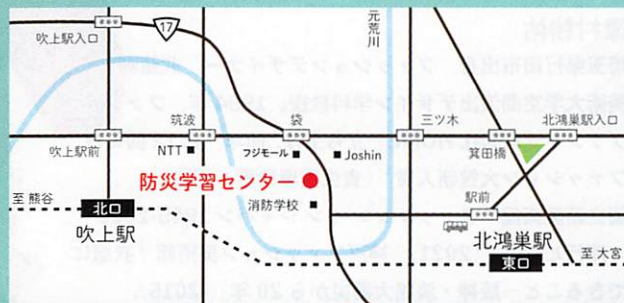 吹上駅入口
17
元荒川
筑波
袋
三ツ木
北鴻巣駅入口
吹上駅前
NTT
フジモール
Joshin
箕田橋
防災学習センター
消防学校
駅前
至 熊谷
北口
吹上駅
北鴻巣駅
東口
至 大宮